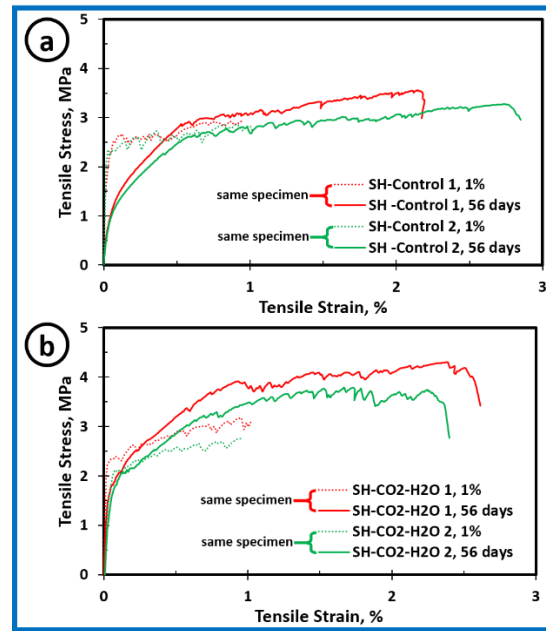 a
Tensile Stress, MPa
5
4
3
2
1
0
same specimen
SH-Control 1, 1%
SH -Control 1, 56 days
same specimen
SH-Control 2, 1%
SH -Control 2, 56 days
0 1 2 3
Tensile Strain, %
b
Tensile Stress, MPa
5
4
3
2
1
0
same specimen
SH-CO2-H2O 1, 1%
SH-CO2-H2O 1, 56 days
same specimen
SH-CO2-H2O 2, 1%
SH-CO2-H2O 2, 56 days
0 1 2 3
Tensile Strain, %